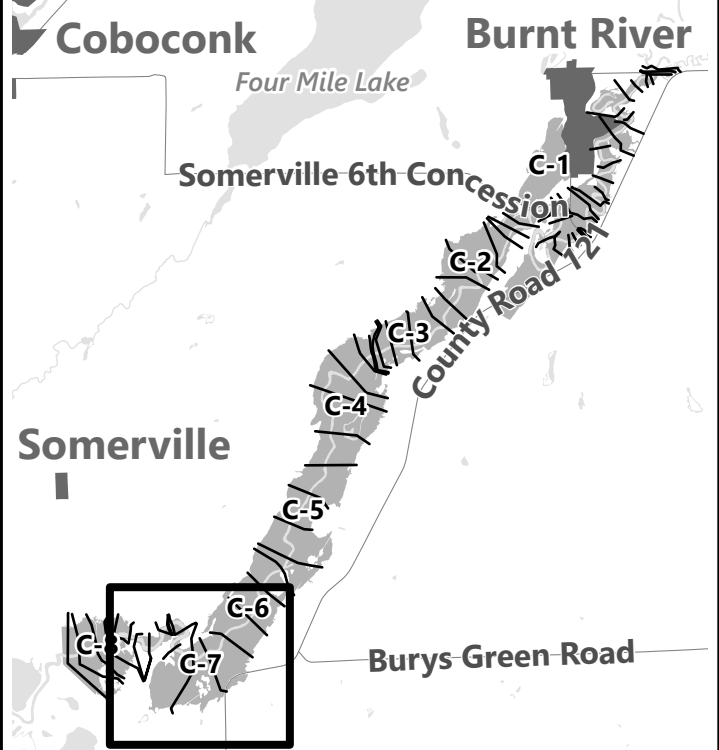 Coboconk
Burnt River
Four Mile Lake
C-1
Somerville 6th Concession
C-2
County Road 121
C-3
C-4
Somerville
C-5
C-6
C-8
C-7
Burys Green Road